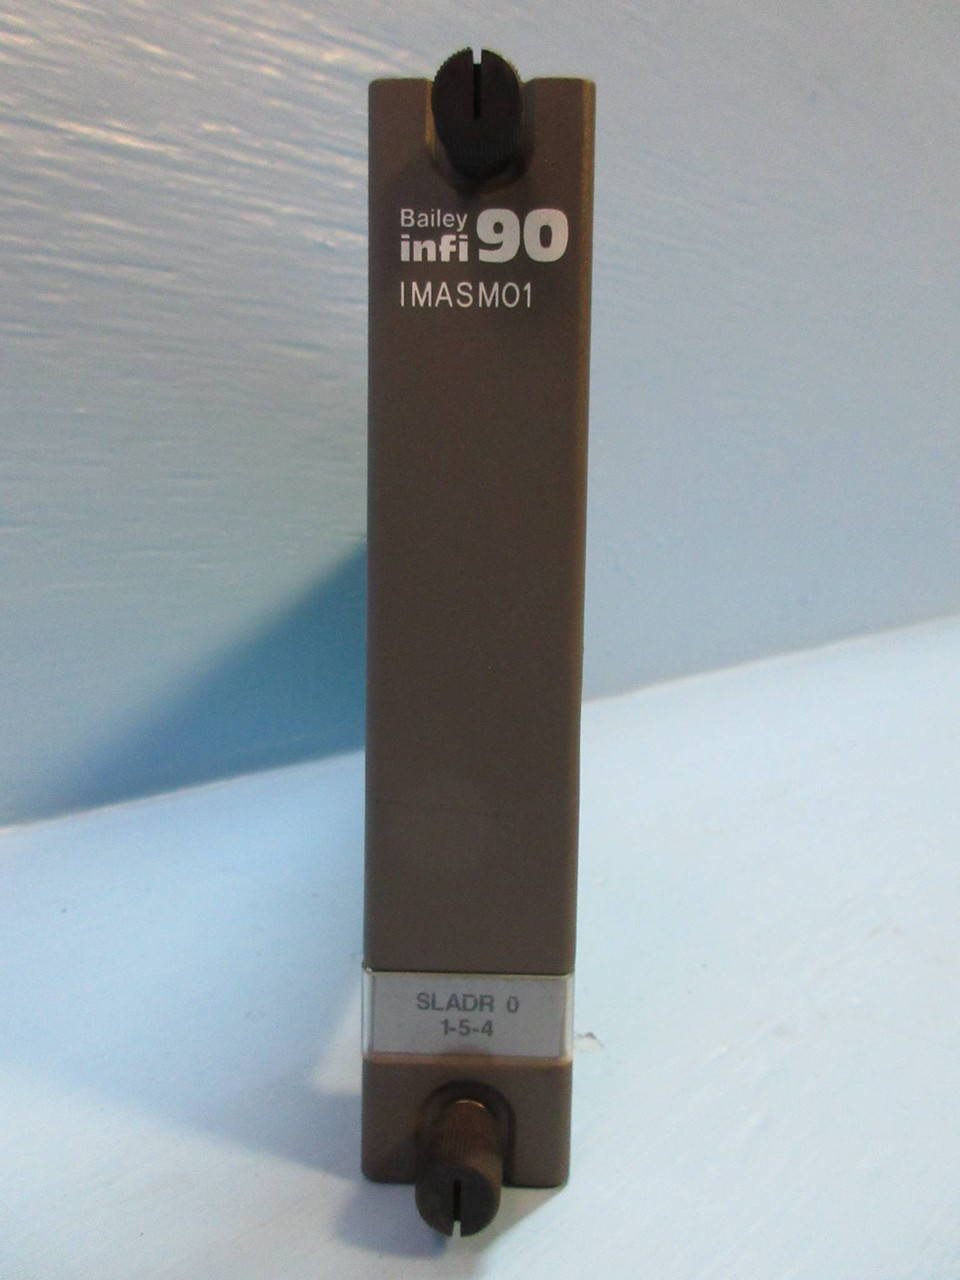 Bailey
infi 90
IMASM01
SLADR 0
1-5-4